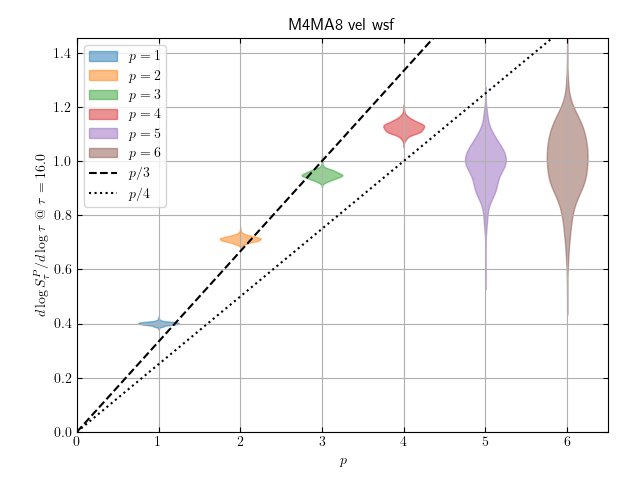 M4MA8 vel wsf
1.4
1.2
1.0
0.8
0.6
0.4
0.2
0.0
d log S_τ^P / d log τ @ τ = 16.0
p = 1
p = 2
p = 3
p = 4
p = 5
p = 6
p/3
p/4
0 1 2 3 4 5 6
p